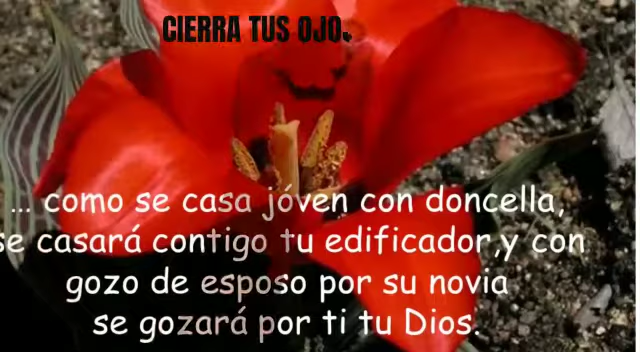 CIERRA TUS OJO.
... como se casa jóven con doncella,
se casará contigo tu edificador,y con
gozo de esposo por su novia
se gozará por ti tu Dios.